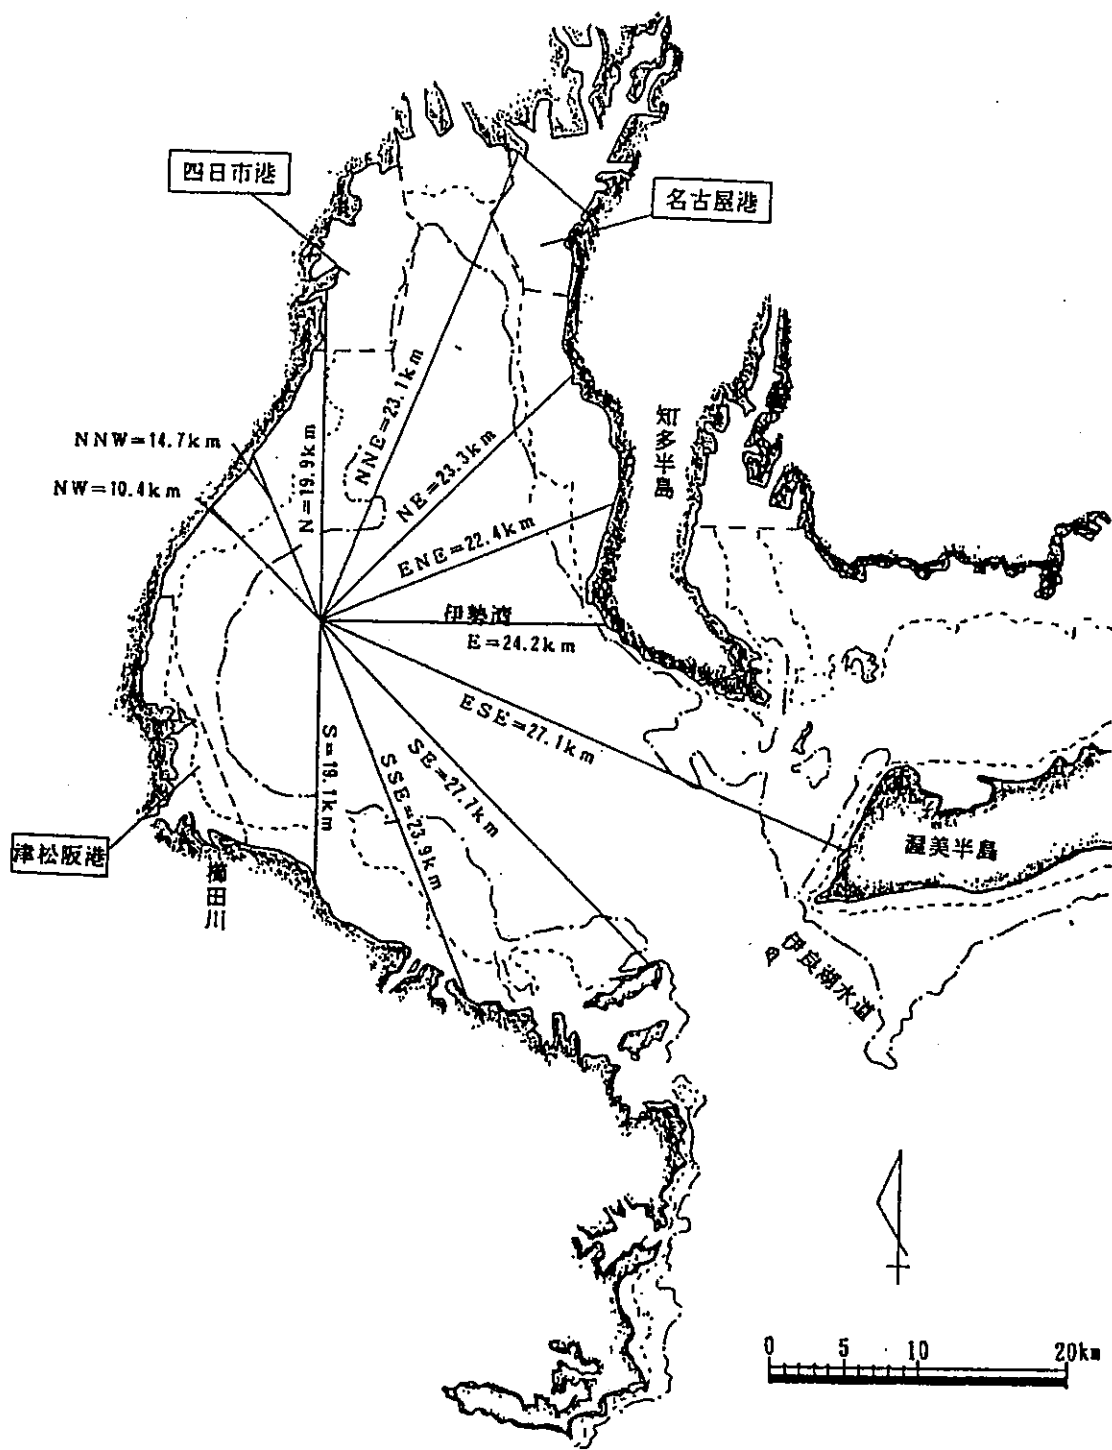 四日市港
名古屋港
知多半島
NNW=14.7km
NW=10.4km
N=19.9km
NNE=23.1km
NE=23.3km
ENE=22.4km
伊勢湾
E=24.2km
ESE=27.1km
SE=27.7km
SSE=23.9km
S=19.1km
津松阪港
櫛田川
渥美半島
伊良湖水道
0 5 10 20km